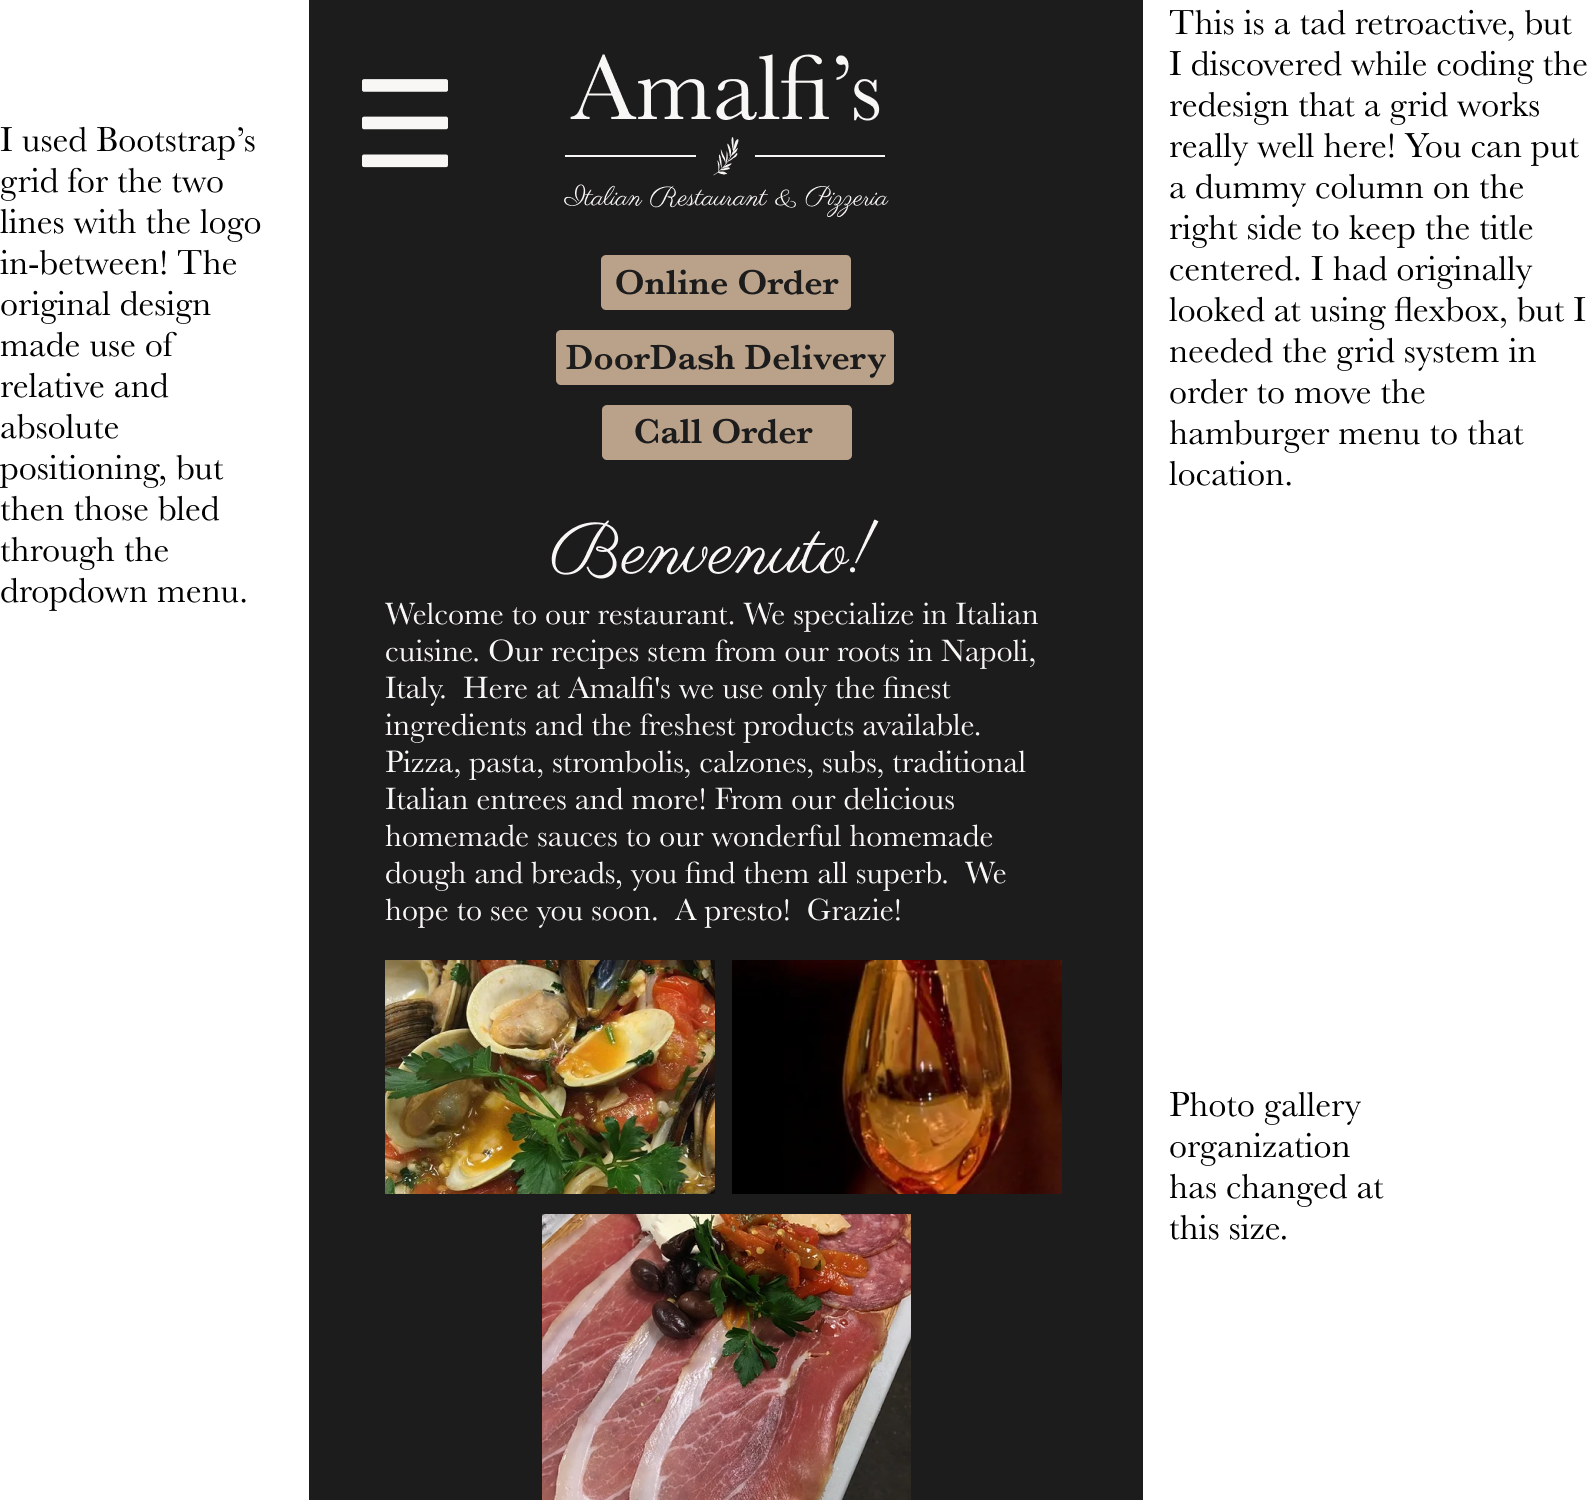 I used Bootstrap’s
grid for the two
lines with the logo
in-between! The
original design
made use of
relative and
absolute
positioning, but
then those bled
through the
dropdown menu.
Amalfi’s
Italian Restaurant & Pizzeria
Online Order
DoorDash Delivery
Call Order
Benvenuto!
Welcome to our restaurant. We specialize in Italian
cuisine. Our recipes stem from our roots in Napoli,
Italy.  Here at Amalfi's we use only the finest
ingredients and the freshest products available.
Pizza, pasta, strombolis, calzones, subs, traditional
Italian entrees and more! From our delicious
homemade sauces to our wonderful homemade
dough and breads, you find them all superb.  We
hope to see you soon.  A presto!  Grazie!
This is a tad retroactive, but
I discovered while coding the
redesign that a grid works
really well here! You can put
a dummy column on the
right side to keep the title
centered. I had originally
looked at using flexbox, but I
needed the grid system in
order to move the
hamburger menu to that
location.
Photo gallery
organization
has changed at
this size.